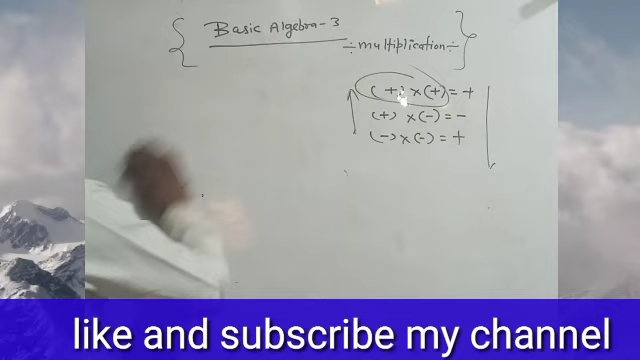 Basic Algebra-3
÷multiplication÷
(+) × (+) = +
(+) × (-) = -
(-) × (-) = +
like and subscribe my channel